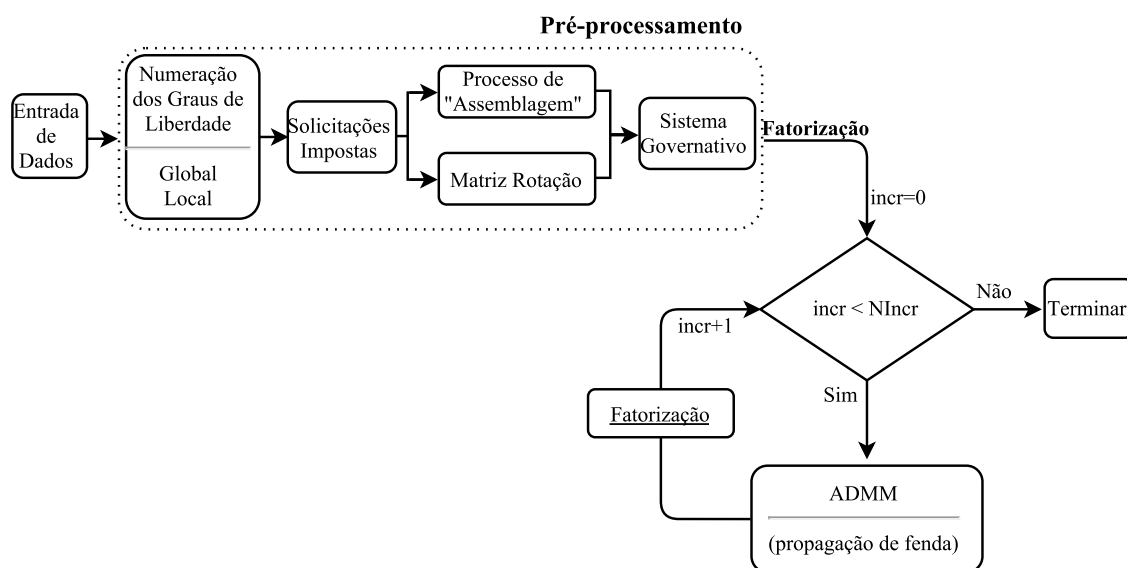 Pré-processamento
Entrada
de
Dados
Numeração
dos Graus de
Liberdade
Global
Local
Solicitações
Impostas
Processo de
"Assemblagem"
Matriz Rotação
Sistema
Governativo
Fatorização
incr=0
incr < NIncr
Não
Terminar
Sim
incr+1
Fatorização
ADMM
(propagação de fenda)